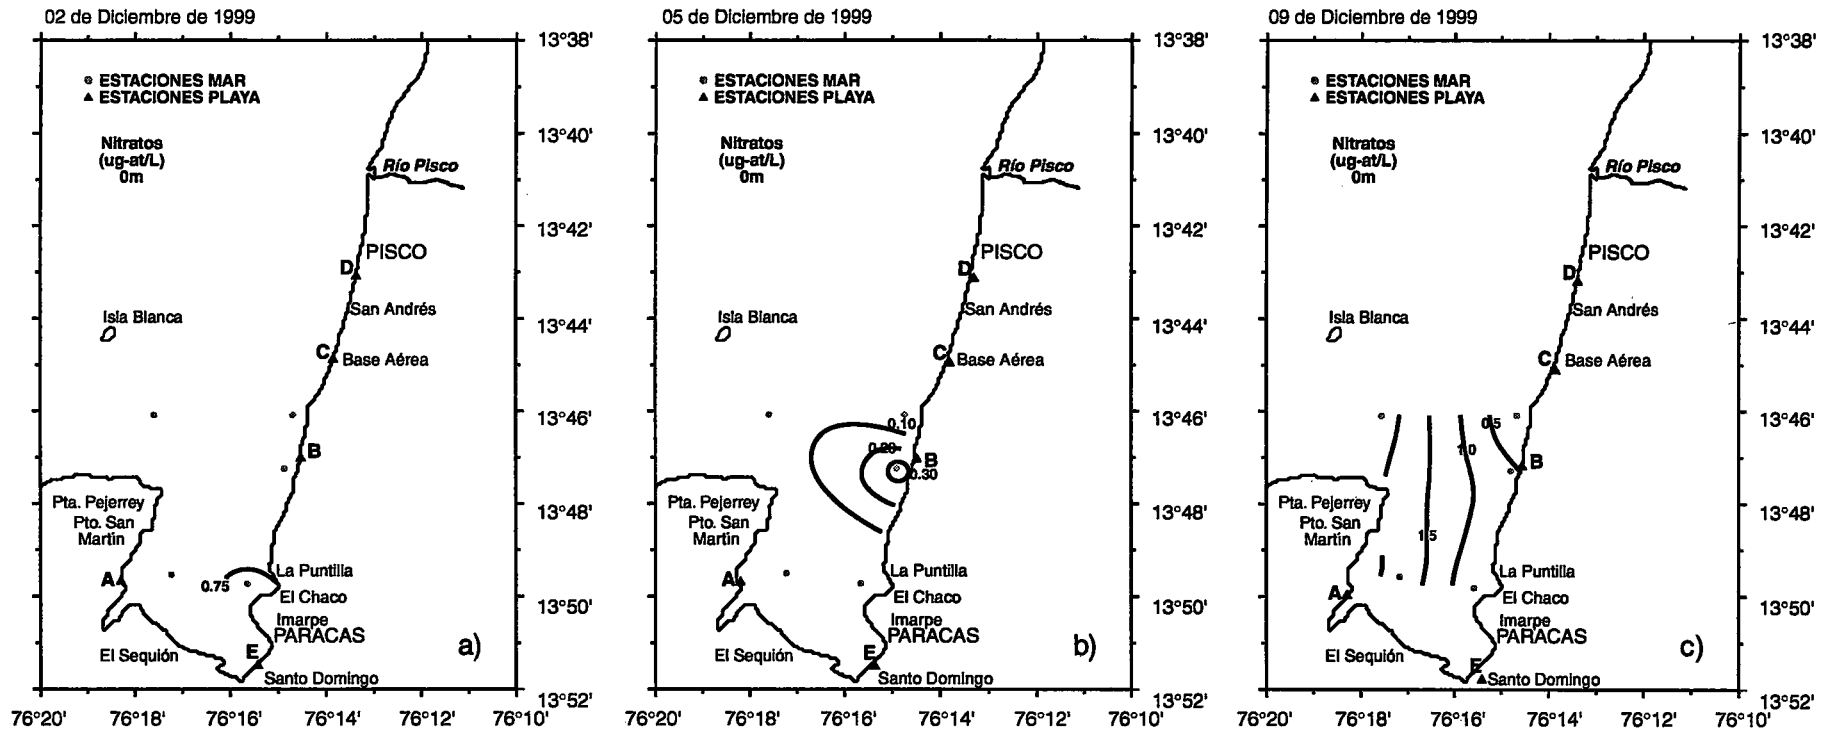 02 de Diciembre de 1999
ESTACIONES MAR
ESTACIONES PLAYA
Nitratos
(ug-at/L)
0m
Río Pisco
PISCO
D
San Andrés
Isla Blanca
C
Base Aérea
B
Pta. Pejerrey
Pto. San
Martín
A
0.75
La Puntilla
El Chaco
Imarpe
PARACAS
a)
El Sequión
E
Santo Domingo
13°38'
13°40'
13°42'
13°44'
13°46'
13°48'
13°50'
13°52'
76°20'
76°18'
76°16'
76°14'
76°12'
76°10'
05 de Diciembre de 1999
ESTACIONES MAR
ESTACIONES PLAYA
Nitratos
(ug-at/L)
0m
Río Pisco
PISCO
D
San Andrés
Isla Blanca
C
Base Aérea
0.10
0.20
B
0.30
Pta. Pejerrey
Pto. San
Martín
A
La Puntilla
El Chaco
Imarpe
PARACAS
b)
El Sequión
E
Santo Domingo
13°38'
13°40'
13°42'
13°44'
13°46'
13°48'
13°50'
13°52'
76°20'
76°18'
76°16'
76°14'
76°12'
76°10'
09 de Diciembre de 1999
ESTACIONES MAR
ESTACIONES PLAYA
Nitratos
(ug-at/L)
0m
Río Pisco
PISCO
D
San Andrés
Isla Blanca
C
Base Aérea
0.5
1.0
B
Pta. Pejerrey
Pto. San
Martín
1.5
A
La Puntilla
El Chaco
Imarpe
PARACAS
c)
El Sequión
E
Santo Domingo
13°38'
13°40'
13°42'
13°44'
13°46'
13°48'
13°50'
13°52'
76°20'
76°18'
76°16'
76°14'
76°12'
76°10'